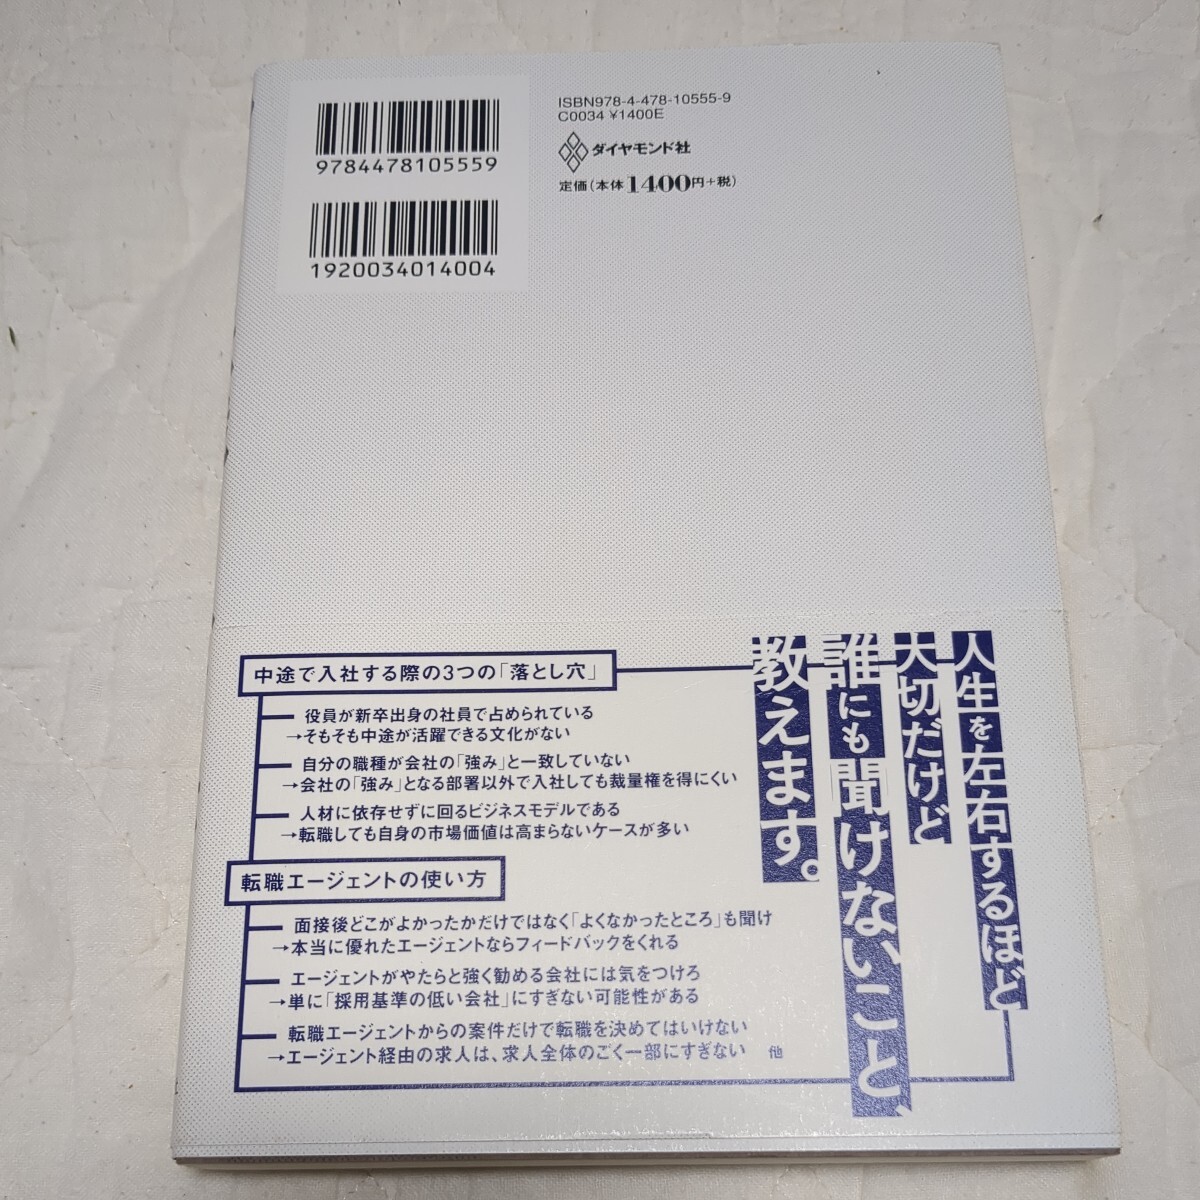 ISBN978-4-478-10555-9
C0034 ¥1400E
ダイヤモンド社
定価(本体1400円+税)
9784478105559
1920034014004
人生を左右するほど
大切だけど
誰にも聞けないこと、
教えます。
中途で入社する際の3つの「落とし穴」
役員が新卒出身の社員で占められている
→そもそも中途が活躍できる文化がない
自分の職種が会社の「強み」と一致していない
→会社の「強み」となる部署以外で入社しても裁量権を得にくい
人材に依存せずに回るビジネスモデルである
→転職しても自身の市場価値は高まらないケースが多い
転職エージェントの使い方
面接後どこがよかったかだけではなく「よくなかったところ」も聞け
→本当に優れたエージェントならフィードバックをくれる
エージェントがやたらと強く勧める会社には気をつけろ
→単に「採用基準の低い会社」にすぎない可能性がある
転職エージェントからの案件だけで転職を決めてはいけない
→エージェント経由の求人は、求人全体のごく一部にすぎない 他